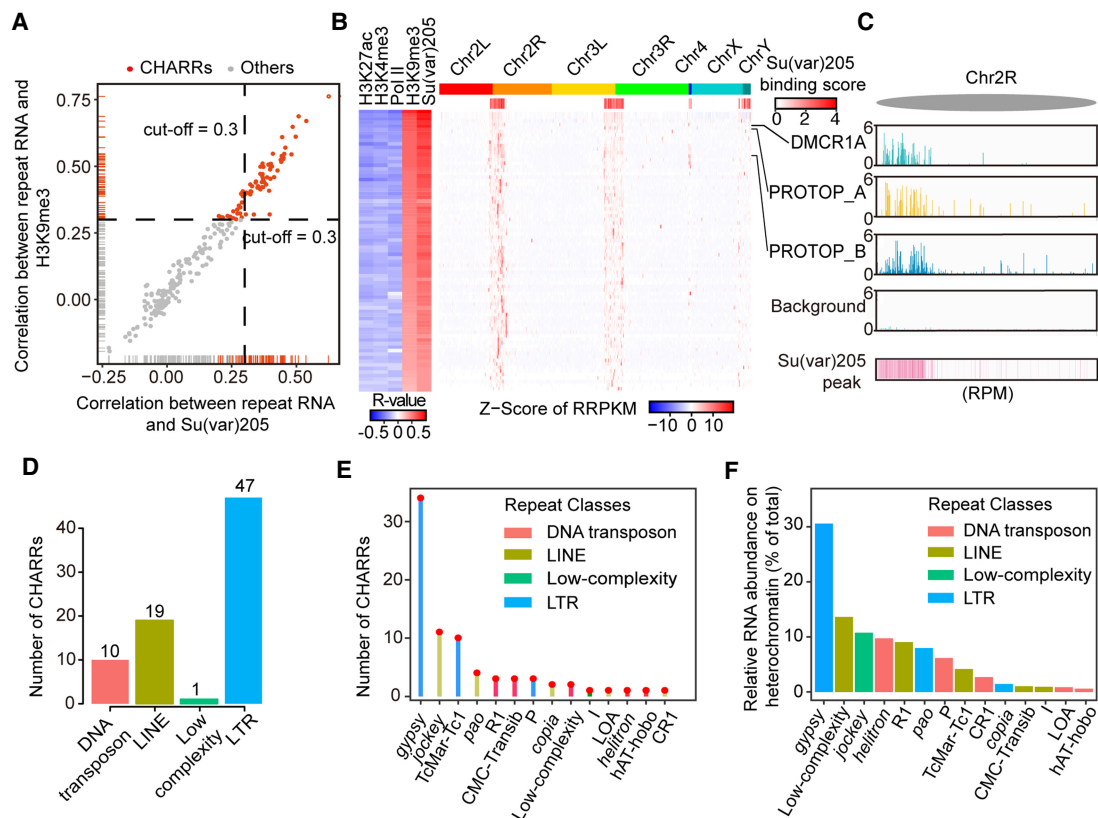 A
CHARRs
Others
Correlation between repeat RNA and
H3K9me3
0.75
0.50
0.25
0.00
cut-off = 0.3
cut-off = 0.3
−0.25
0.00
0.25
0.50
Correlation between repeat RNA
and Su(var)205
B
H3K27ac
H3K4me3
Pol II
H3K9me3
Su(var)205
Chr2L
Chr2R
Chr3L
Chr3R
Chr4
ChrX
ChrY
Su(var)205
binding score
0 2 4
DMCR1A
PROTOP_A
PROTOP_B
R-value
-0.5 0 0.5
Z−Score of RRPKM
−10 0 10
C
Chr2R
6
0
6
0
6
0
Background
6
0
Su(var)205
peak
(RPM)
D
Number of CHARRs
40
30
20
10
0
10
19
1
47
DNA
transposon
LINE
Low
complexity
LTR
E
Number of CHARRs
30
20
10
0
Repeat Classes
DNA transposon
LINE
Low-complexity
LTR
gypsy
jockey
TcMar-Tc1
pao
R1
CMC-Transib
P
copia
Low-complexity
I
LOA
helitron
hAT-hobo
CR1
F
Relative RNA abundance on
heterochromatin (% of total)
30
20
10
0
Repeat Classes
DNA transposon
LINE
Low-complexity
LTR
gypsy
Low-complexity
jockey
helitron
R1
pao
P
TcMar-Tc1
CR1
copia
CMC-Transib
I
LOA
hAT-hobo